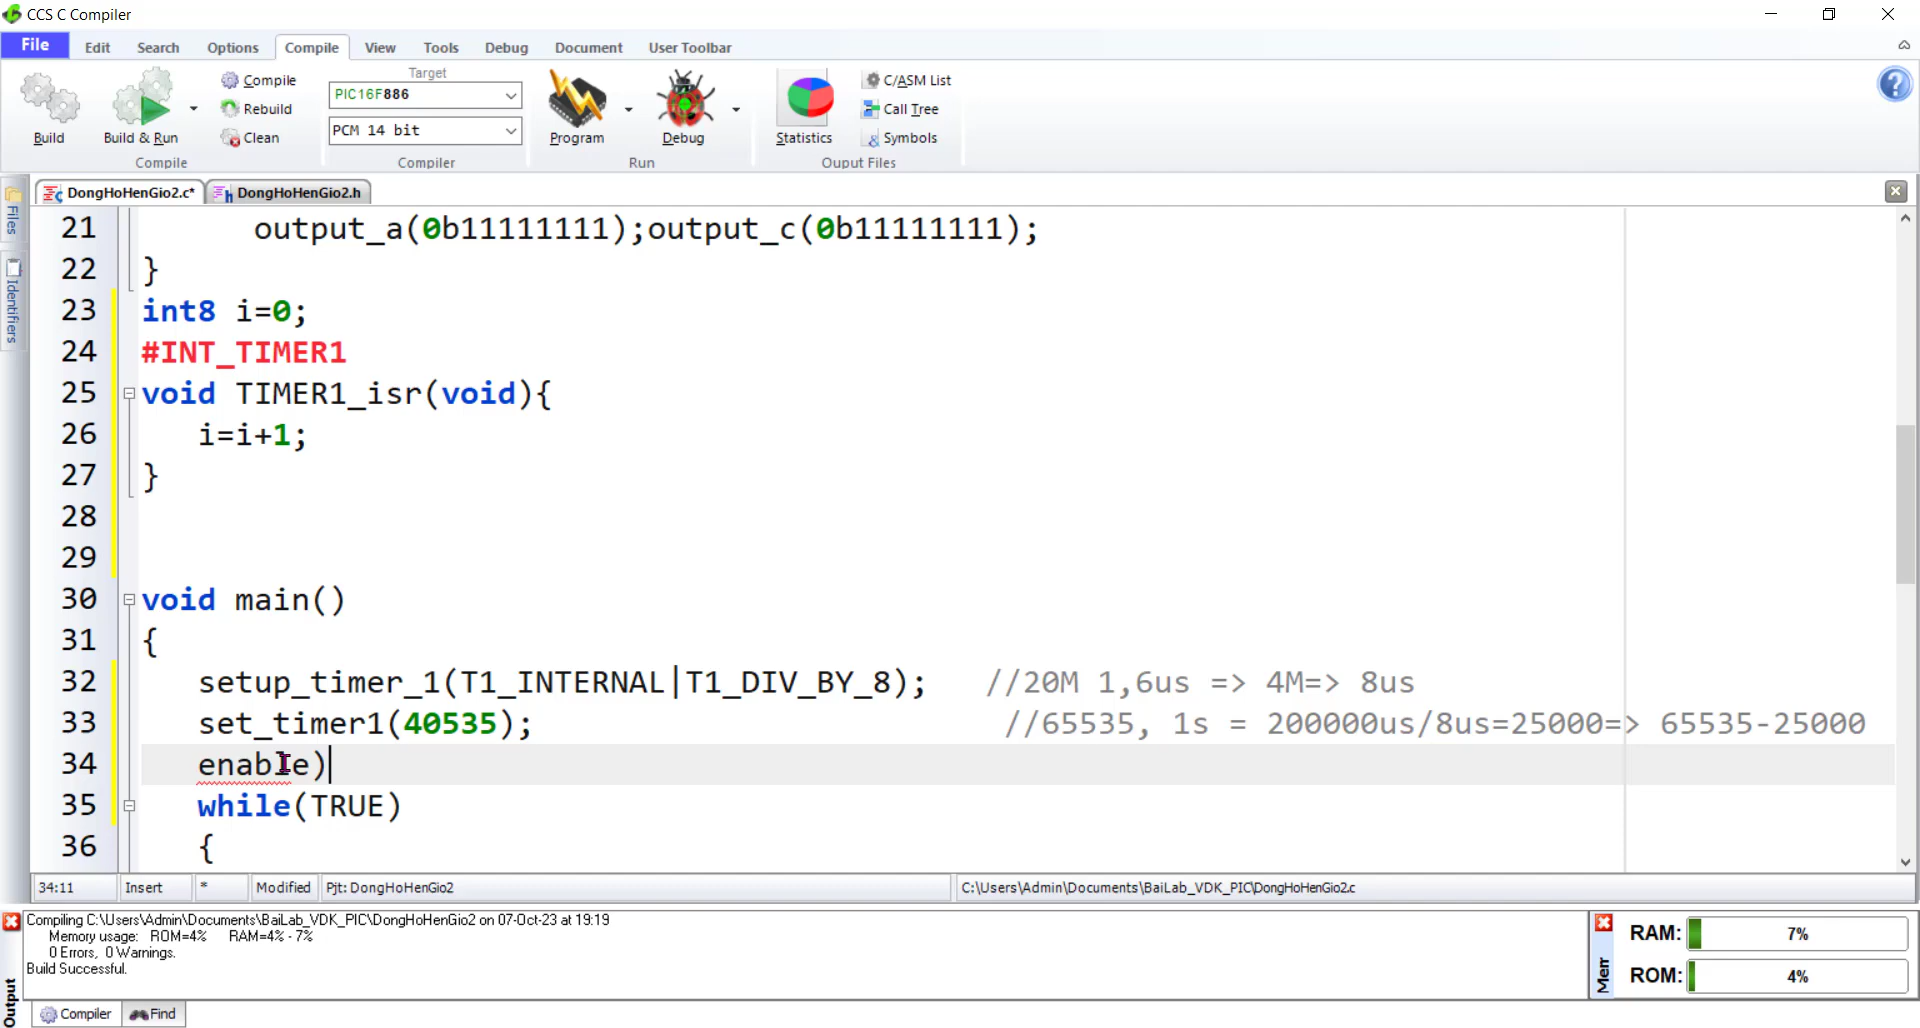 CCS C Compiler
File Edit Search Options Compile View Tools Debug Document User Toolbar
Build
Build & Run
Compile
Rebuild
Clean
Compile
Target
PIC16F886
PCM 14 bit
Compiler
Program
Debug
Run
Statistics
C/ASM List
Call Tree
Symbols
Ouput Files
DongHoHenGio2.c*
DongHoHenGio2.h
Files
Identifiers
21 output_a(0b11111111);output_c(0b11111111);
22 }
23 int8 i=0;
24 #INT_TIMER1
25 void TIMER1_isr(void){
26 i=i+1;
27 }
28
29
30 void main()
31 {
32 setup_timer_1(T1_INTERNAL|T1_DIV_BY_8); //20M 1,6us => 4M=> 8us
33 set_timer1(40535); //65535, 1s = 200000us/8us=25000=> 65535-25000
34 enable)
35 while(TRUE)
36 {
34:11 Insert * Modified Pjt: DongHoHenGio2 C:\Users\Admin\Documents\BaiLab_VDK_PIC\DongHoHenGio2.c
Compiling C:\Users\Admin\Documents\BaiLab_VDK_PIC\DongHoHenGio2 on 07-Oct-23 at 19:19
Memory usage: ROM=4% RAM=4% - 7%
0 Errors, 0 Warnings.
Build Successful.
Output
Compiler Find
Merr
RAM: 7%
ROM: 4%